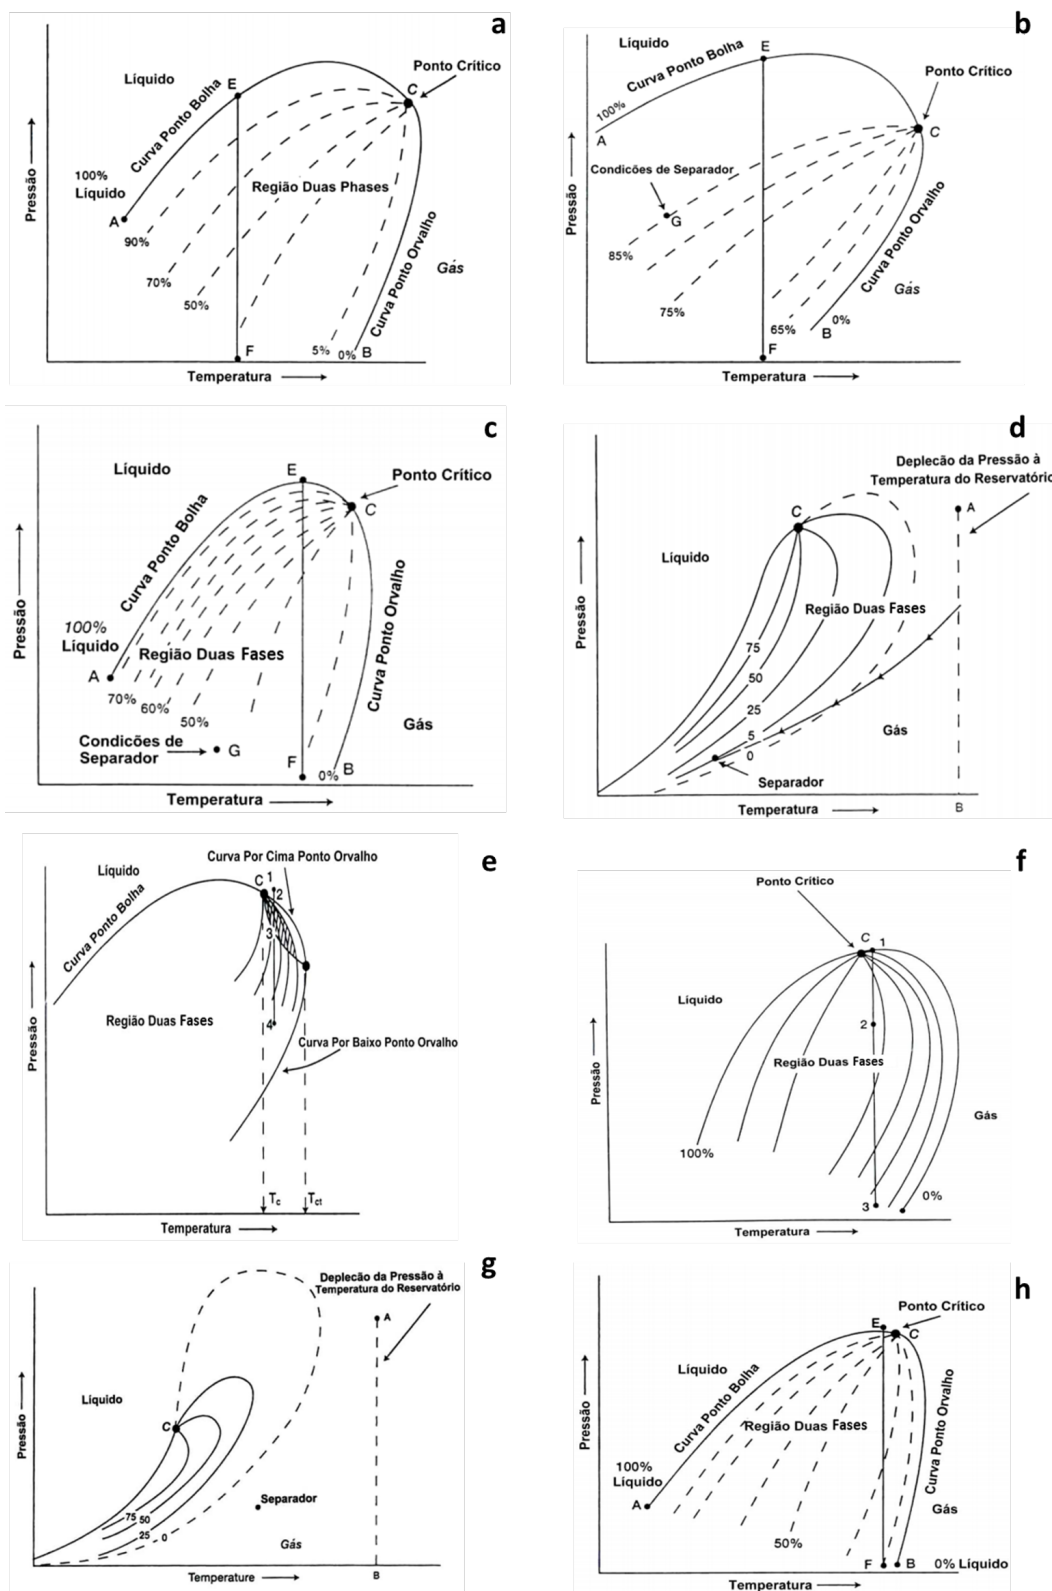 a
Líquido
Ponto Crítico
E
C
Curva Ponto Bolha
100%
Líquido
Região Duas Phases
A
90%
70%
50%
Curva Ponto Orvalho
Gás
F
5%
0%
B
Pressão
Temperatura
b
Líquido
E
Curva Ponto Bolha
Ponto Crítico
100%
A
C
Condicões de Separador
G
85%
75%
65%
Curva Ponto Orvalho
Gás
B
0%
F
Pressão
Temperatura
c
Líquido
E
Ponto Crítico
C
Curva Ponto Bolha
100%
Líquido
Região Duas Fases
A
70%
60%
50%
Curva Ponto Orvalho
Gás
Condicões de
Separador
G
F
0%
B
Pressão
Temperatura
d
Deplecão da Pressão à
Temperatura do Reservatório
A
C
Líquido
Região Duas Fases
75
50
25
5
0
Gás
Separador
Pressão
Temperatura
B
e
Curva Por Cima Ponto Orvalho
Líquido
C
1
2
3
4
Curva Ponto Bolha
Região Duas Fases
Curva Por Baixo Ponto Orvalho
Tc
Tct
Pressão
Temperatura
f
Ponto Crítico
C
1
Líquido
2
Região Duas Fases
Gás
100%
3
0%
Pressão
Temperatura
g
Deplecão da Pressão à
Temperatura do Reservatório
A
Líquido
C
Separador
75
50
25
0
Gás
Pressão
Temperature
B
h
Ponto Crítico
E
C
Líquido
Curva Ponto Bolha
Região Duas Fases
Curva Ponto Orvalho
100%
Líquido
A
50%
Gás
F
B
0% Líquido
Pressão
Temperatura